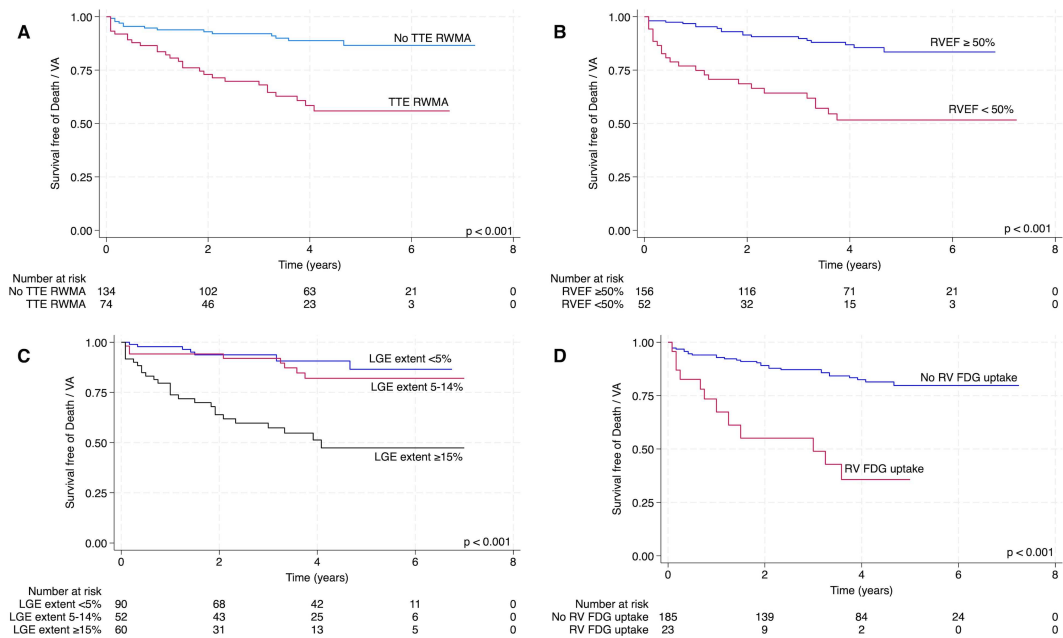 A
Survival free of Death / VA
1.00
0.75
0.50
0.25
0.00
No TTE RWMA
TTE RWMA
p < 0.001
0 2 4 6 8
Time (years)
Number at risk
No TTE RWMA 134 102 63 21 0
TTE RWMA 74 46 23 3 0
B
Survival free of Death / VA
1.00
0.75
0.50
0.25
0.00
RVEF ≥ 50%
RVEF < 50%
p < 0.001
0 2 4 6 8
Time (years)
Number at risk
RVEF ≥50% 156 116 71 21 0
RVEF <50% 52 32 15 3 0
C
Survival free of Death / VA
1.00
0.75
0.50
0.25
0.00
LGE extent <5%
LGE extent 5-14%
LGE extent ≥15%
p < 0.001
0 2 4 6 8
Time (years)
Number at risk
LGE extent <5% 90 68 42 11 0
LGE extent 5-14% 52 43 25 6 0
LGE extent ≥15% 60 31 13 5 0
D
Survival free of Death / VA
1.00
0.75
0.50
0.25
0.00
No RV FDG uptake
RV FDG uptake
p < 0.001
0 2 4 6 8
Time (years)
Number at risk
No RV FDG uptake 185 139 84 24 0
RV FDG uptake 23 9 2 0 0